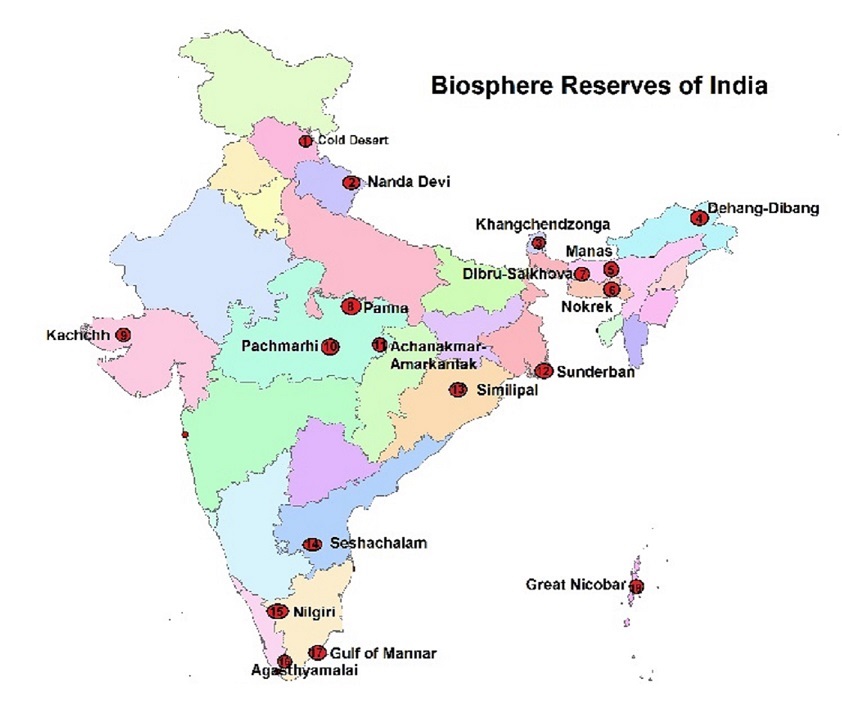 Biosphere Reserves of India
1 Cold Desert
2 Nanda Devi
4 Dehang-Dibang
Khangchendzonga
3
Manas
5
Dibru-Saikhova 7
6
Nokrek
8 Panna
Kachchh 9
Pachmarhi 10
11 Achanakmar-
Amarkantak
12 Sunderban
13 Similipal
14 Seshachalam
Great Nicobar 18
15 Nilgiri
17 Gulf of Mannar
16
Agasthyamalai